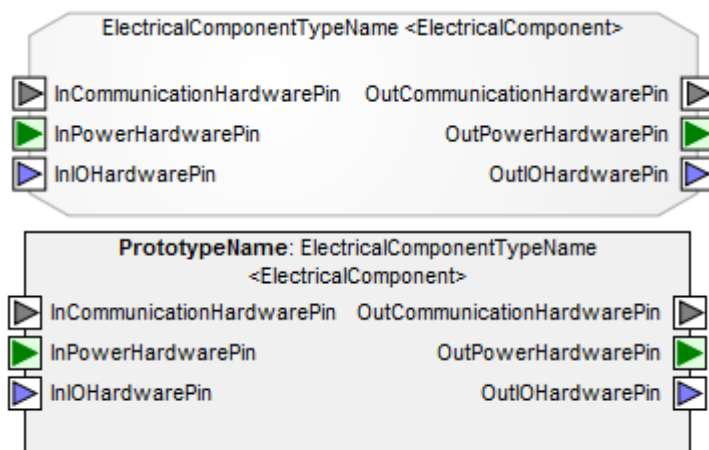 ElectricalComponentTypeName <ElectricalComponent>
InCommunicationHardwarePin OutCommunicationHardwarePin
InPowerHardwarePin OutPowerHardwarePin
InIOHardwarePin OutIOHardwarePin
PrototypeName: ElectricalComponentTypeName
<ElectricalComponent>
InCommunicationHardwarePin OutCommunicationHardwarePin
InPowerHardwarePin OutPowerHardwarePin
InIOHardwarePin OutIOHardwarePin